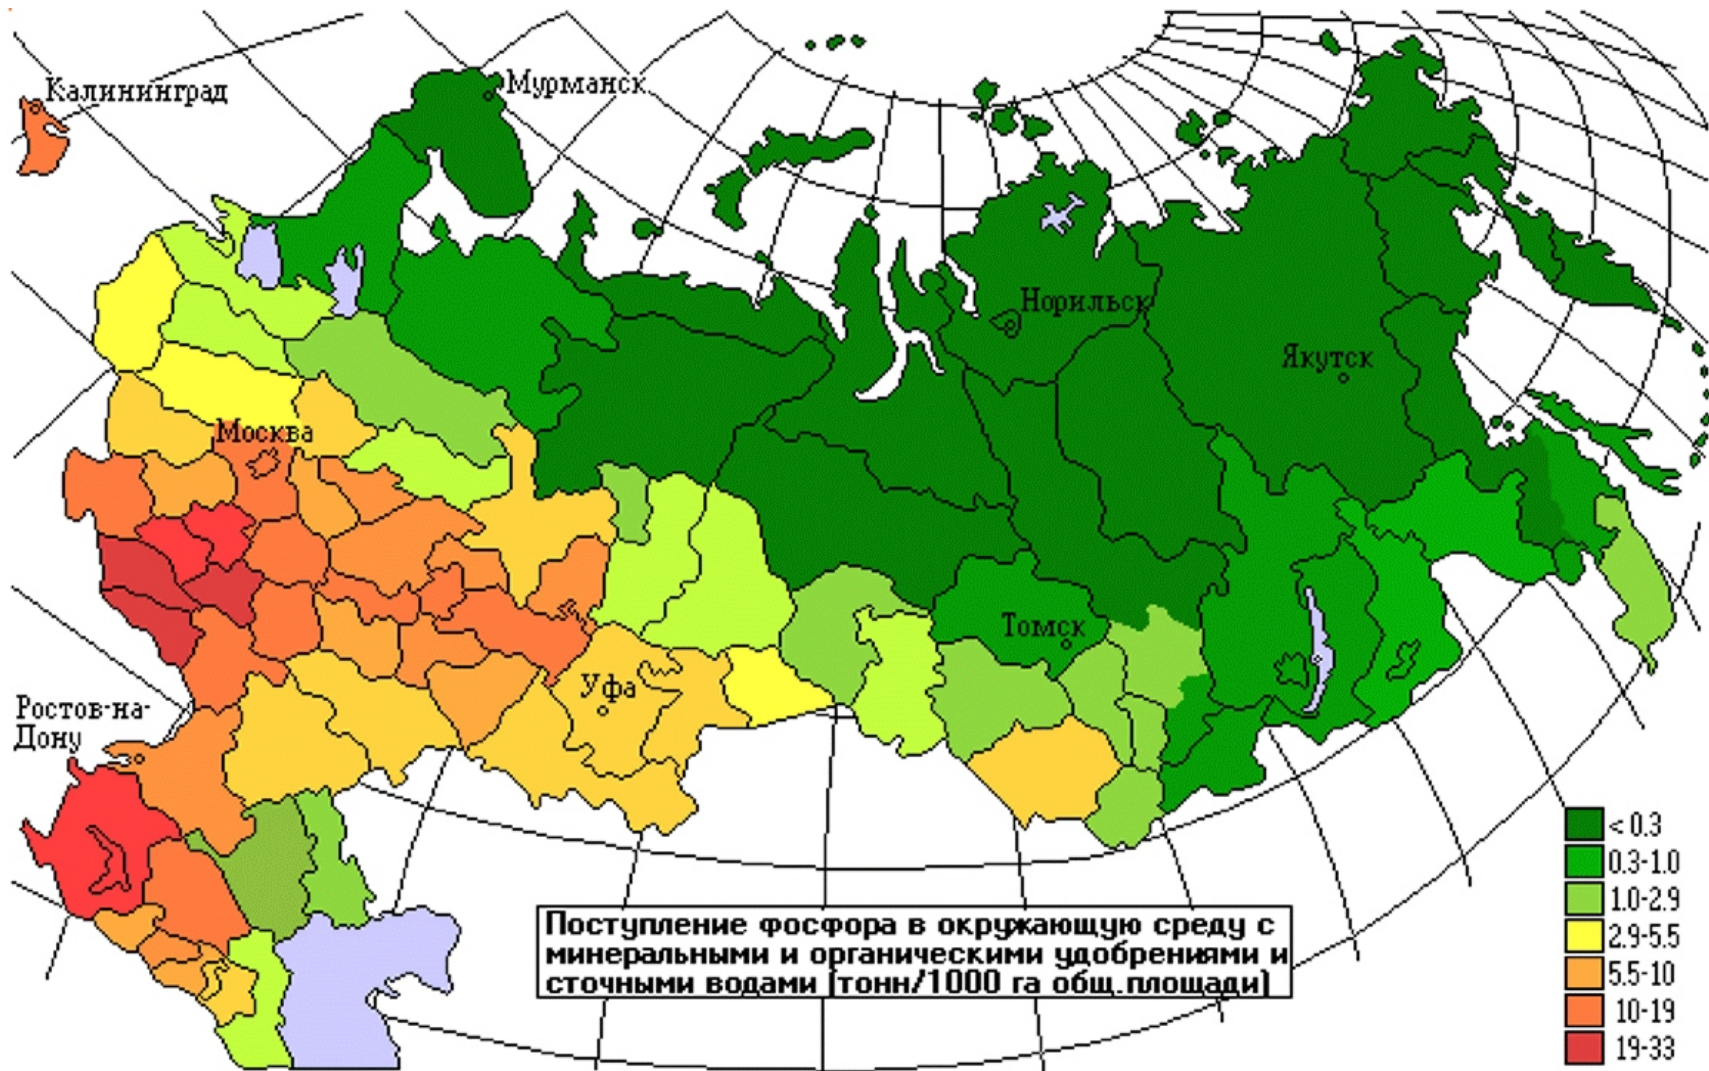 Калининград
Мурманск
Норильск
Якутск
Москва
Томск
Уфа
Ростов-на-
Дону
< 0.3
0.3-1.0
1.0-2.9
2.9-5.5
5.5-10
10-19
19-33
Поступление фосфора в окружающую среду с
минеральными и органическими удобрениями и
сточными водами (тонн/1000 га общ.площади)